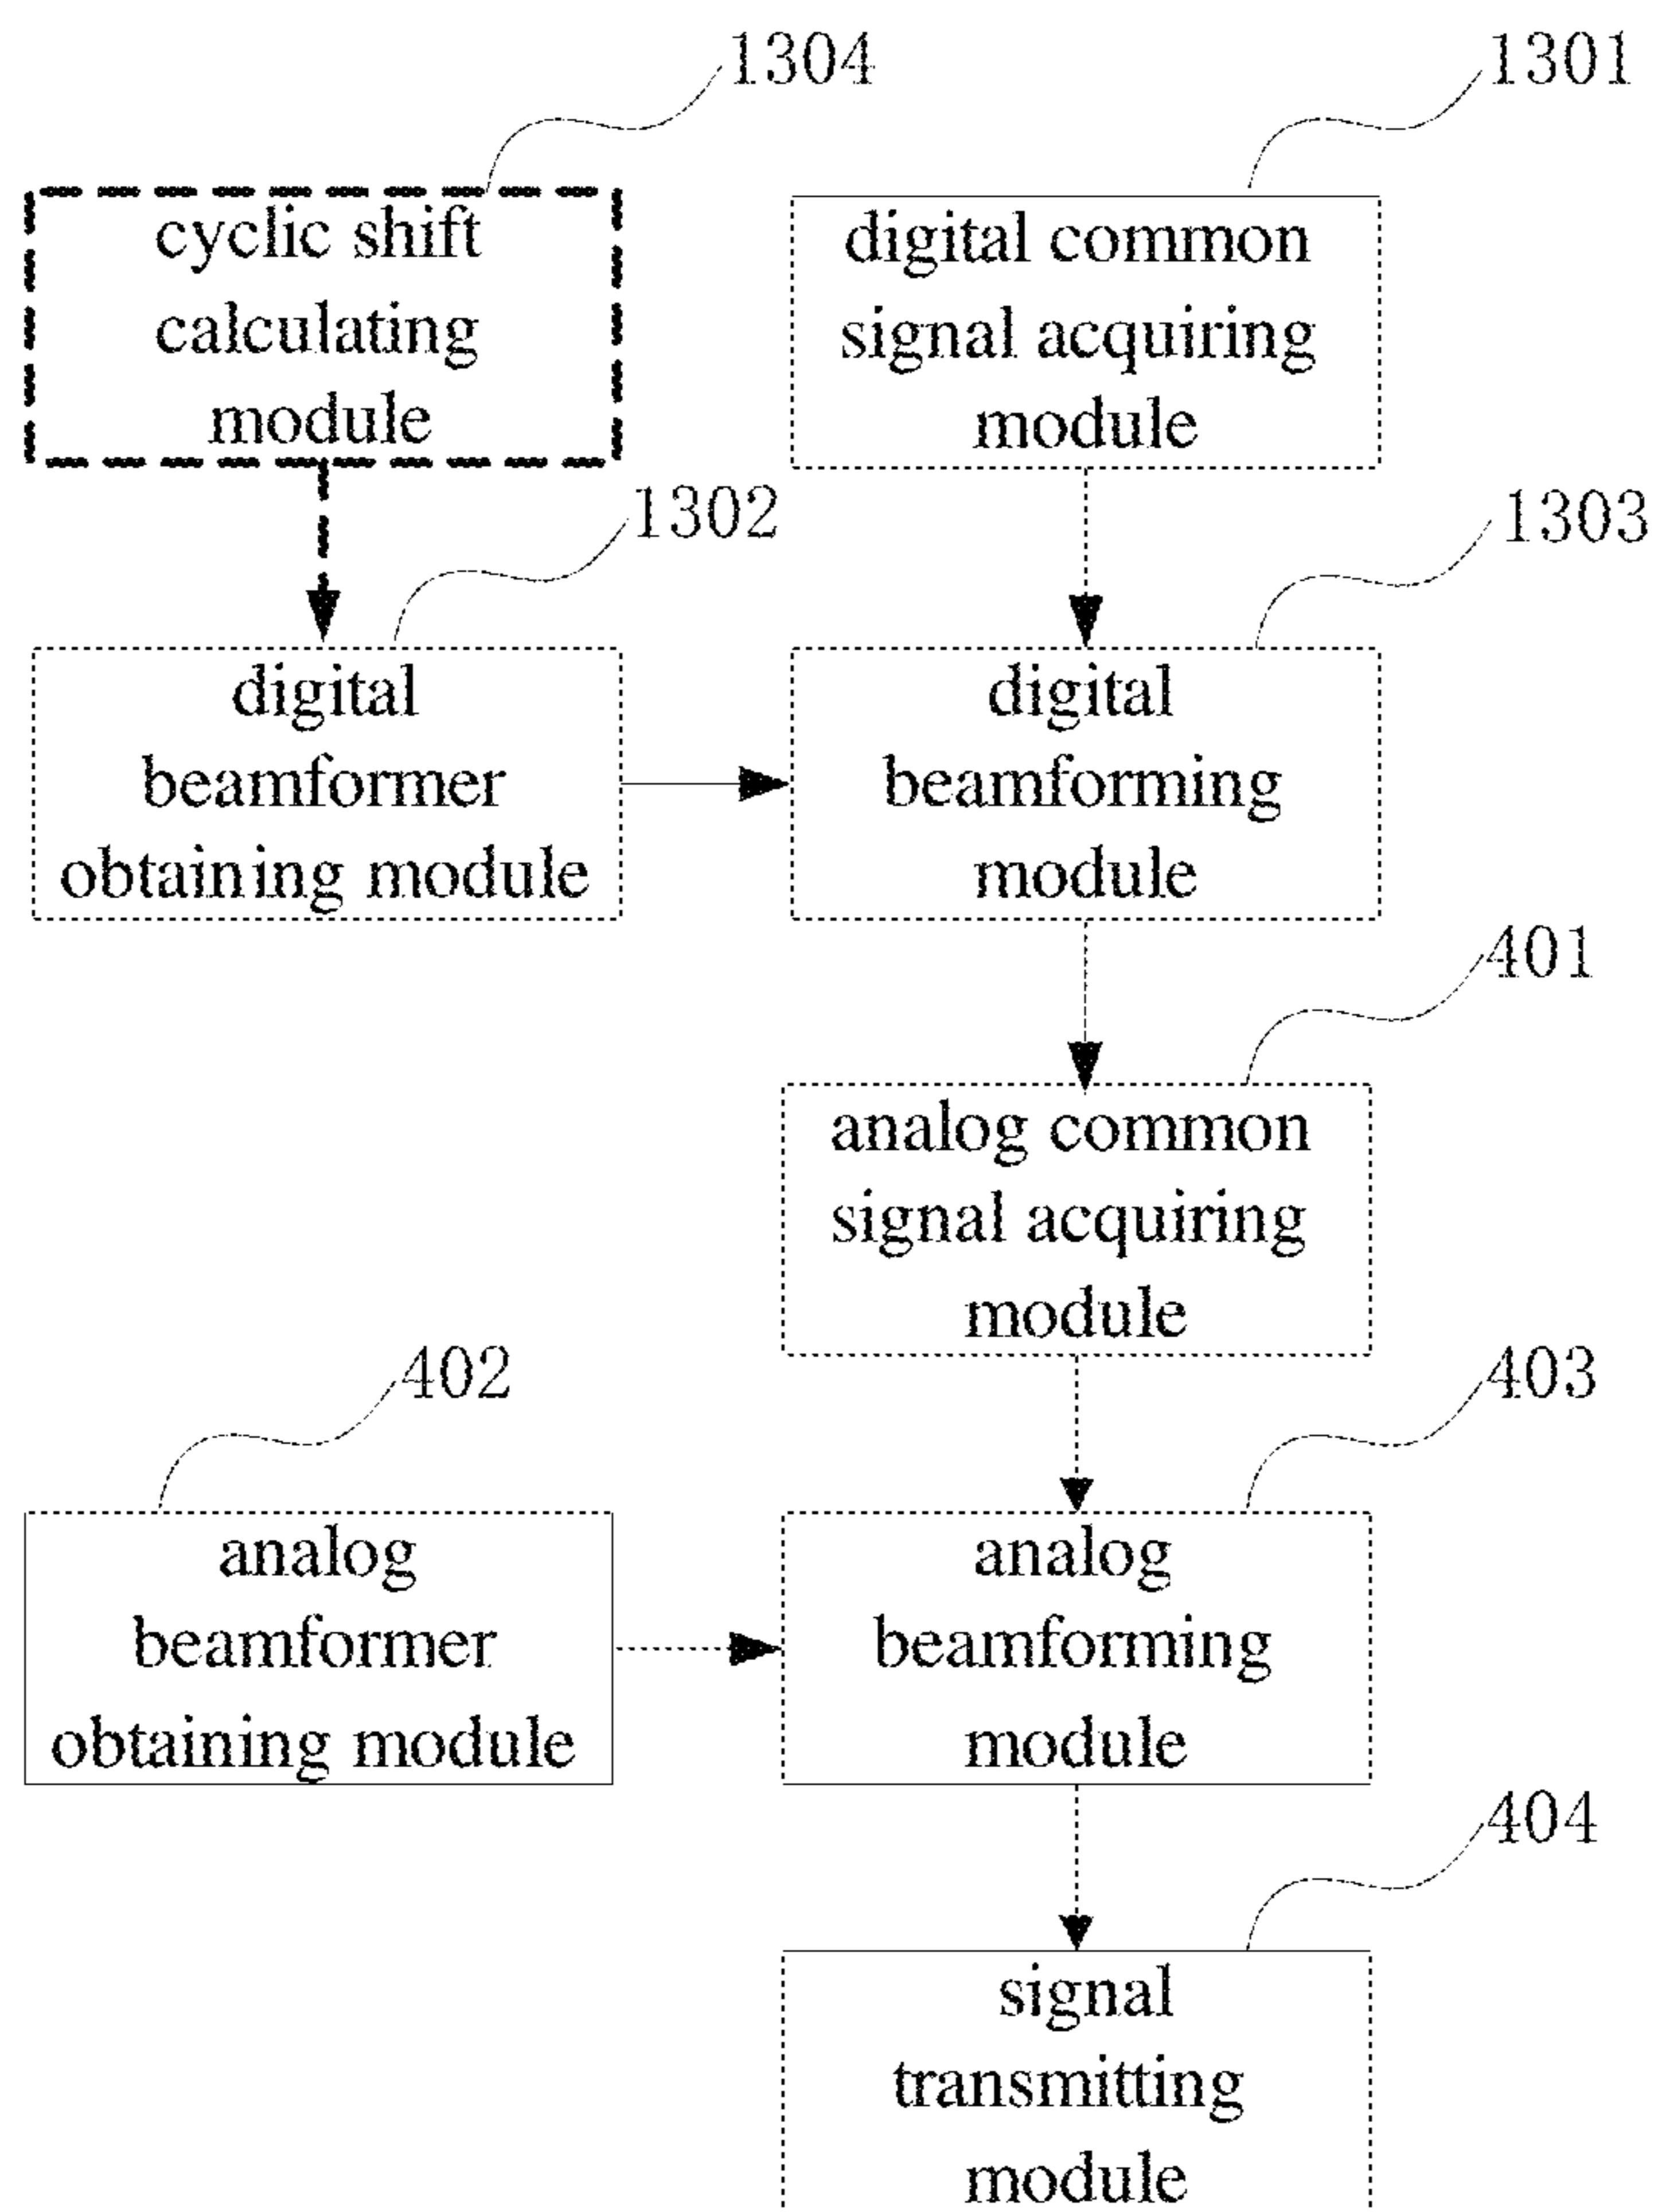 1304
1301
cyclic shift
calculating
module
digital common
signal acquiring
module
1302
1303
digital
beamformer
obtaining module
digital
beamforming
module
401
analog common
signal acquiring
module
402
403
analog
beamformer
obtaining module
analog
beamforming
module
404
signal
transmitting
module